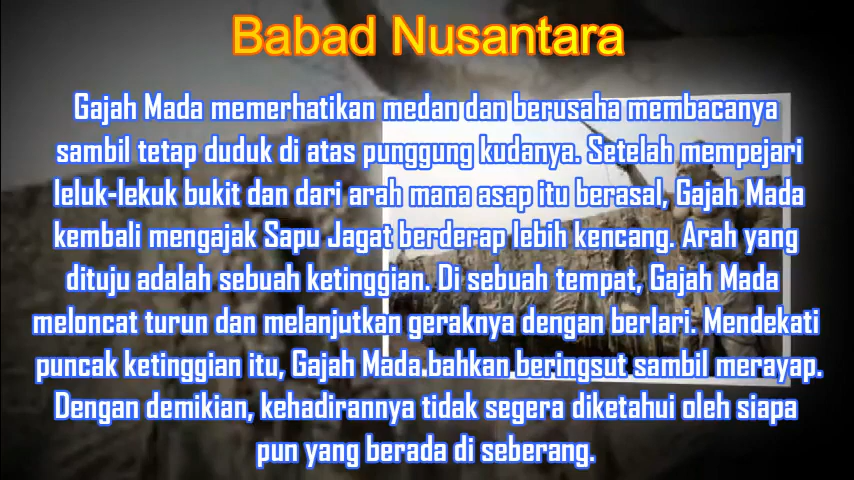 Babad Nusantara
Gajah Mada memerhatikan medan dan berusaha membacanya
sambil tetap duduk di atas punggung kudanya. Setelah mempejari
leluk-lekuk bukit dan dari arah mana asap itu berasal, Gajah Mada
kembali mengajak Sapu Jagat berderap lebih kencang. Arah yang
dituju adalah sebuah ketinggian. Di sebuah tempat, Gajah Mada
meloncat turun dan melanjutkan geraknya dengan berlari. Mendekati
puncak ketinggian itu, Gajah Mada bahkan beringsut sambil merayap.
Dengan demikian, kehadirannya tidak segera diketahui oleh siapa
pun yang berada di seberang.